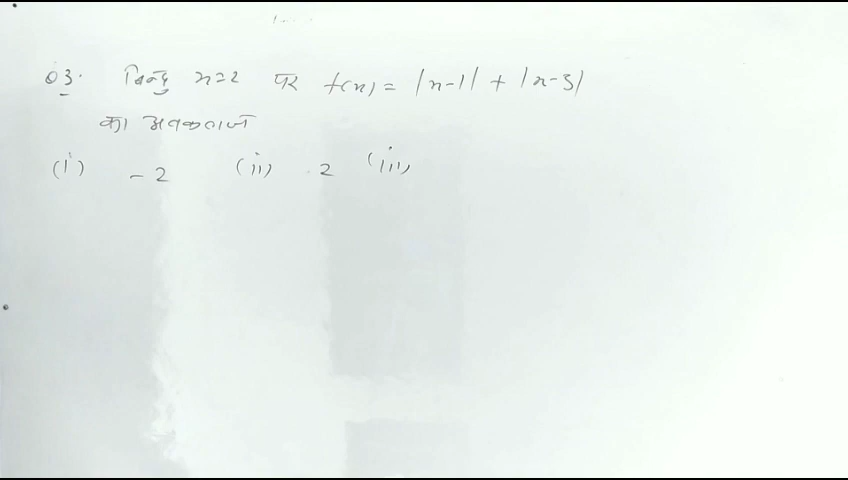 Q3. बिन्दु x=2 पर f(x) = |x-1| + |x-3|
का अवकलज
(i) -2 (ii) 2 (iii)